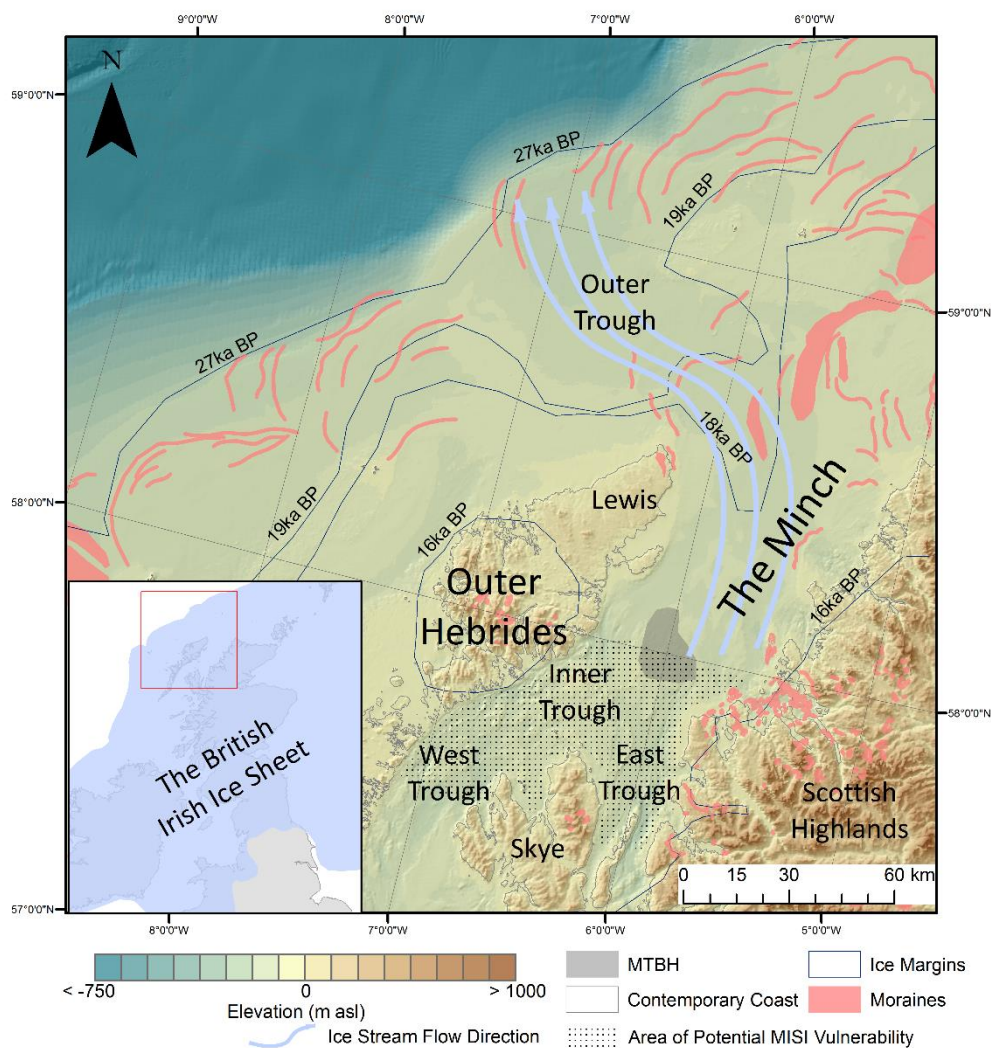 9°0'0"W
8°0'0"W
7°0'0"W
6°0'0"W
N
59°0'0"N
27ka BP
19ka BP
Outer
Trough
59°0'0"N
27ka BP
18ka BP
58°0'0"N
Lewis
The Minch
19ka BP
16ka BP
16ka BP
Outer
Hebrides
Inner
Trough
58°0'0"N
West
Trough
East
Trough
The British
Irish Ice Sheet
Scottish
Highlands
Skye
0 15 30 60 km
57°0'0"N
8°0'0"W
7°0'0"W
6°0'0"W
5°0'0"W
< -750
0
> 1000
Elevation (m asl)
Ice Stream Flow Direction
MTBH
Ice Margins
Contemporary Coast
Moraines
Area of Potential MISI Vulnerability